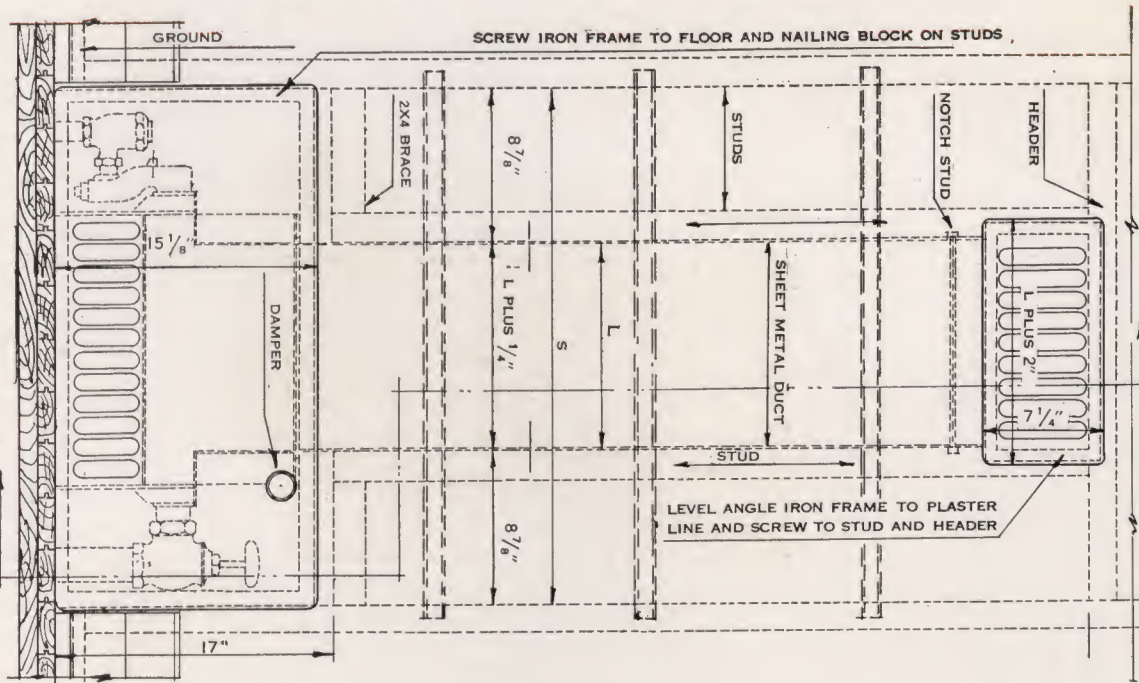 GROUND
SCREW IRON FRAME TO FLOOR AND NAILING BLOCK ON STUDS
2X4 BRACE
8 7/8"
STUDS
NOTCH STUD
HEADER
15 1/8"
DAMPER
L PLUS 1/4"
S
L
SHEET METAL DUCT
L PLUS 2"
7 1/4"
STUD
LEVEL ANGLE IRON FRAME TO PLASTER
LINE AND SCREW TO STUD AND HEADER
8 7/8"
17"